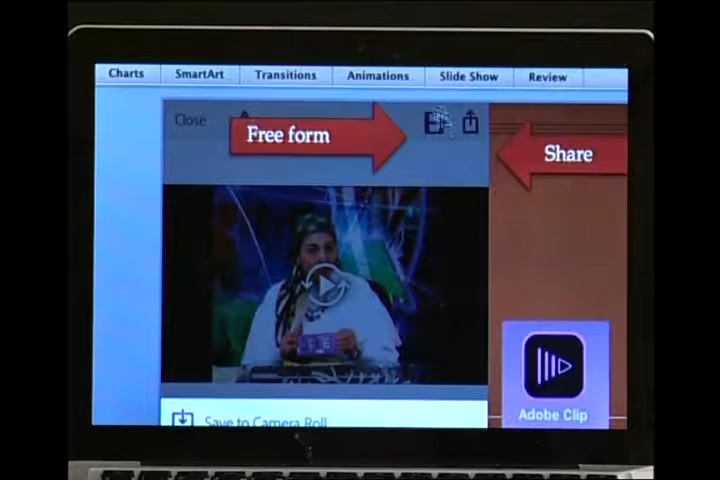 Charts SmartArt Transitions Animations Slide Show Review
Close
Free form
Share
Save to Camera Roll
Adobe Clip